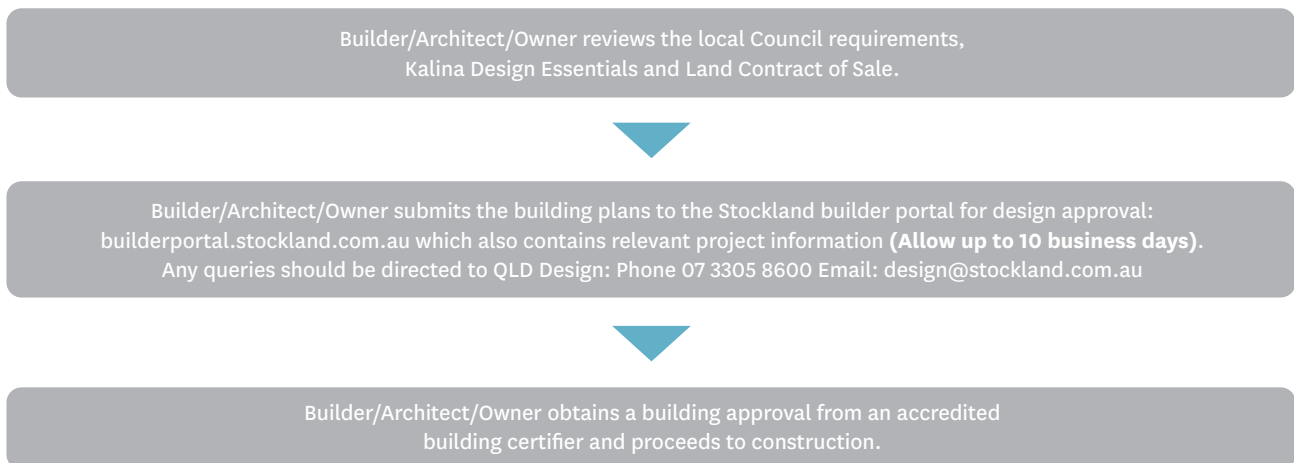 Builder/Architect/Owner reviews the local Council requirements,
Kalina Design Essentials and Land Contract of Sale.
Builder/Architect/Owner submits the building plans to the Stockland builder portal for design approval:
builderportal.stockland.com.au which also contains relevant project information (Allow up to 10 business days).
Any queries should be directed to QLD Design: Phone 07 3305 8600 Email: design@stockland.com.au
Builder/Architect/Owner obtains a building approval from an accredited
building certifier and proceeds to construction.